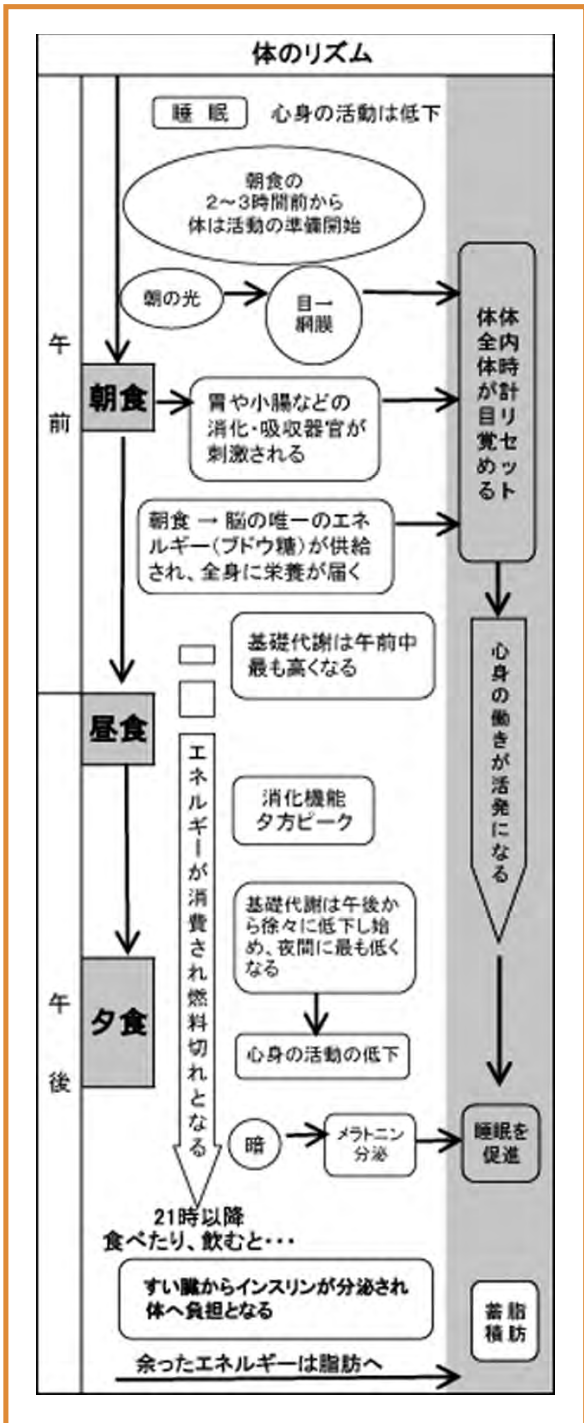 体のリズム
睡 眠
心身の活動は低下
朝食の
2～3時間前から
体は活動の準備開始
朝の光
目→
網膜
体内時計リセット
体全体が目覚める
午前
朝食
胃や小腸などの
消化・吸収器官が
刺激される
朝食 → 脳の唯一のエネ
ルギー(ブドウ糖)が供給
され、全身に栄養が届く
基礎代謝は午前中
最も高くなる
心身の働きが活発になる
昼食
エネルギーが消費され燃料切れとなる
消化機能
夕方ピーク
基礎代謝は午後か
ら徐々に低下し始
め、夜間に最も低く
なる
午後
夕食
心身の活動の低下
暗
メラトニン
分泌
睡眠を
促進
21時以降
食べたり、飲むと・・・
すい臓からインスリンが分泌され
体へ負担となる
脂肪
蓄積
余ったエネルギーは脂肪へ